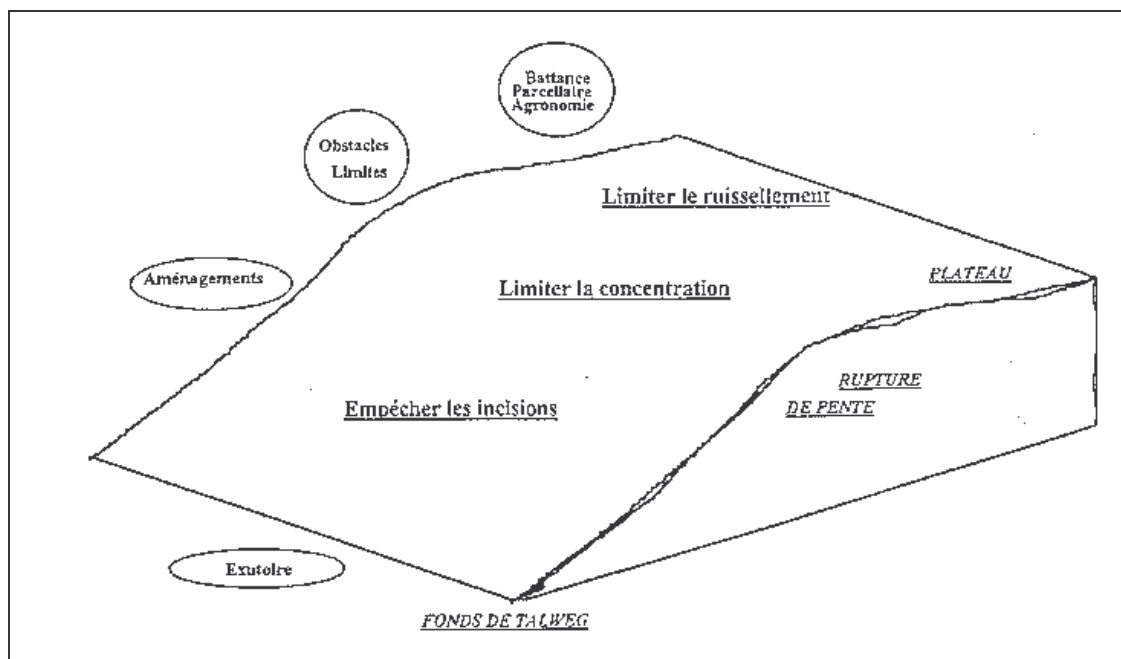 Battance
Parcellaire
Agronomie
Obstacles
Limites
Limiter le ruissellement
Aménagements
PLATEAU
Limiter la concentration
RUPTURE
DE PENTE
Empécher les incisions
Exutoire
FONDS DE TALWEG